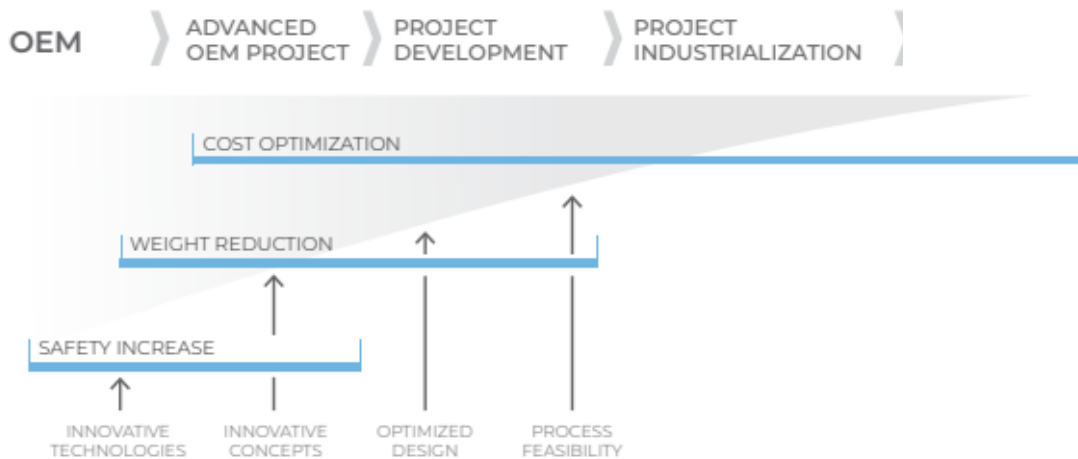 OEM
ADVANCED
OEM PROJECT
PROJECT
DEVELOPMENT
PROJECT
INDUSTRIALIZATION
COST OPTIMIZATION
WEIGHT REDUCTION
SAFETY INCREASE
INNOVATIVE
TECHNOLOGIES
INNOVATIVE
CONCEPTS
OPTIMIZED
DESIGN
PROCESS
FEASIBILITY